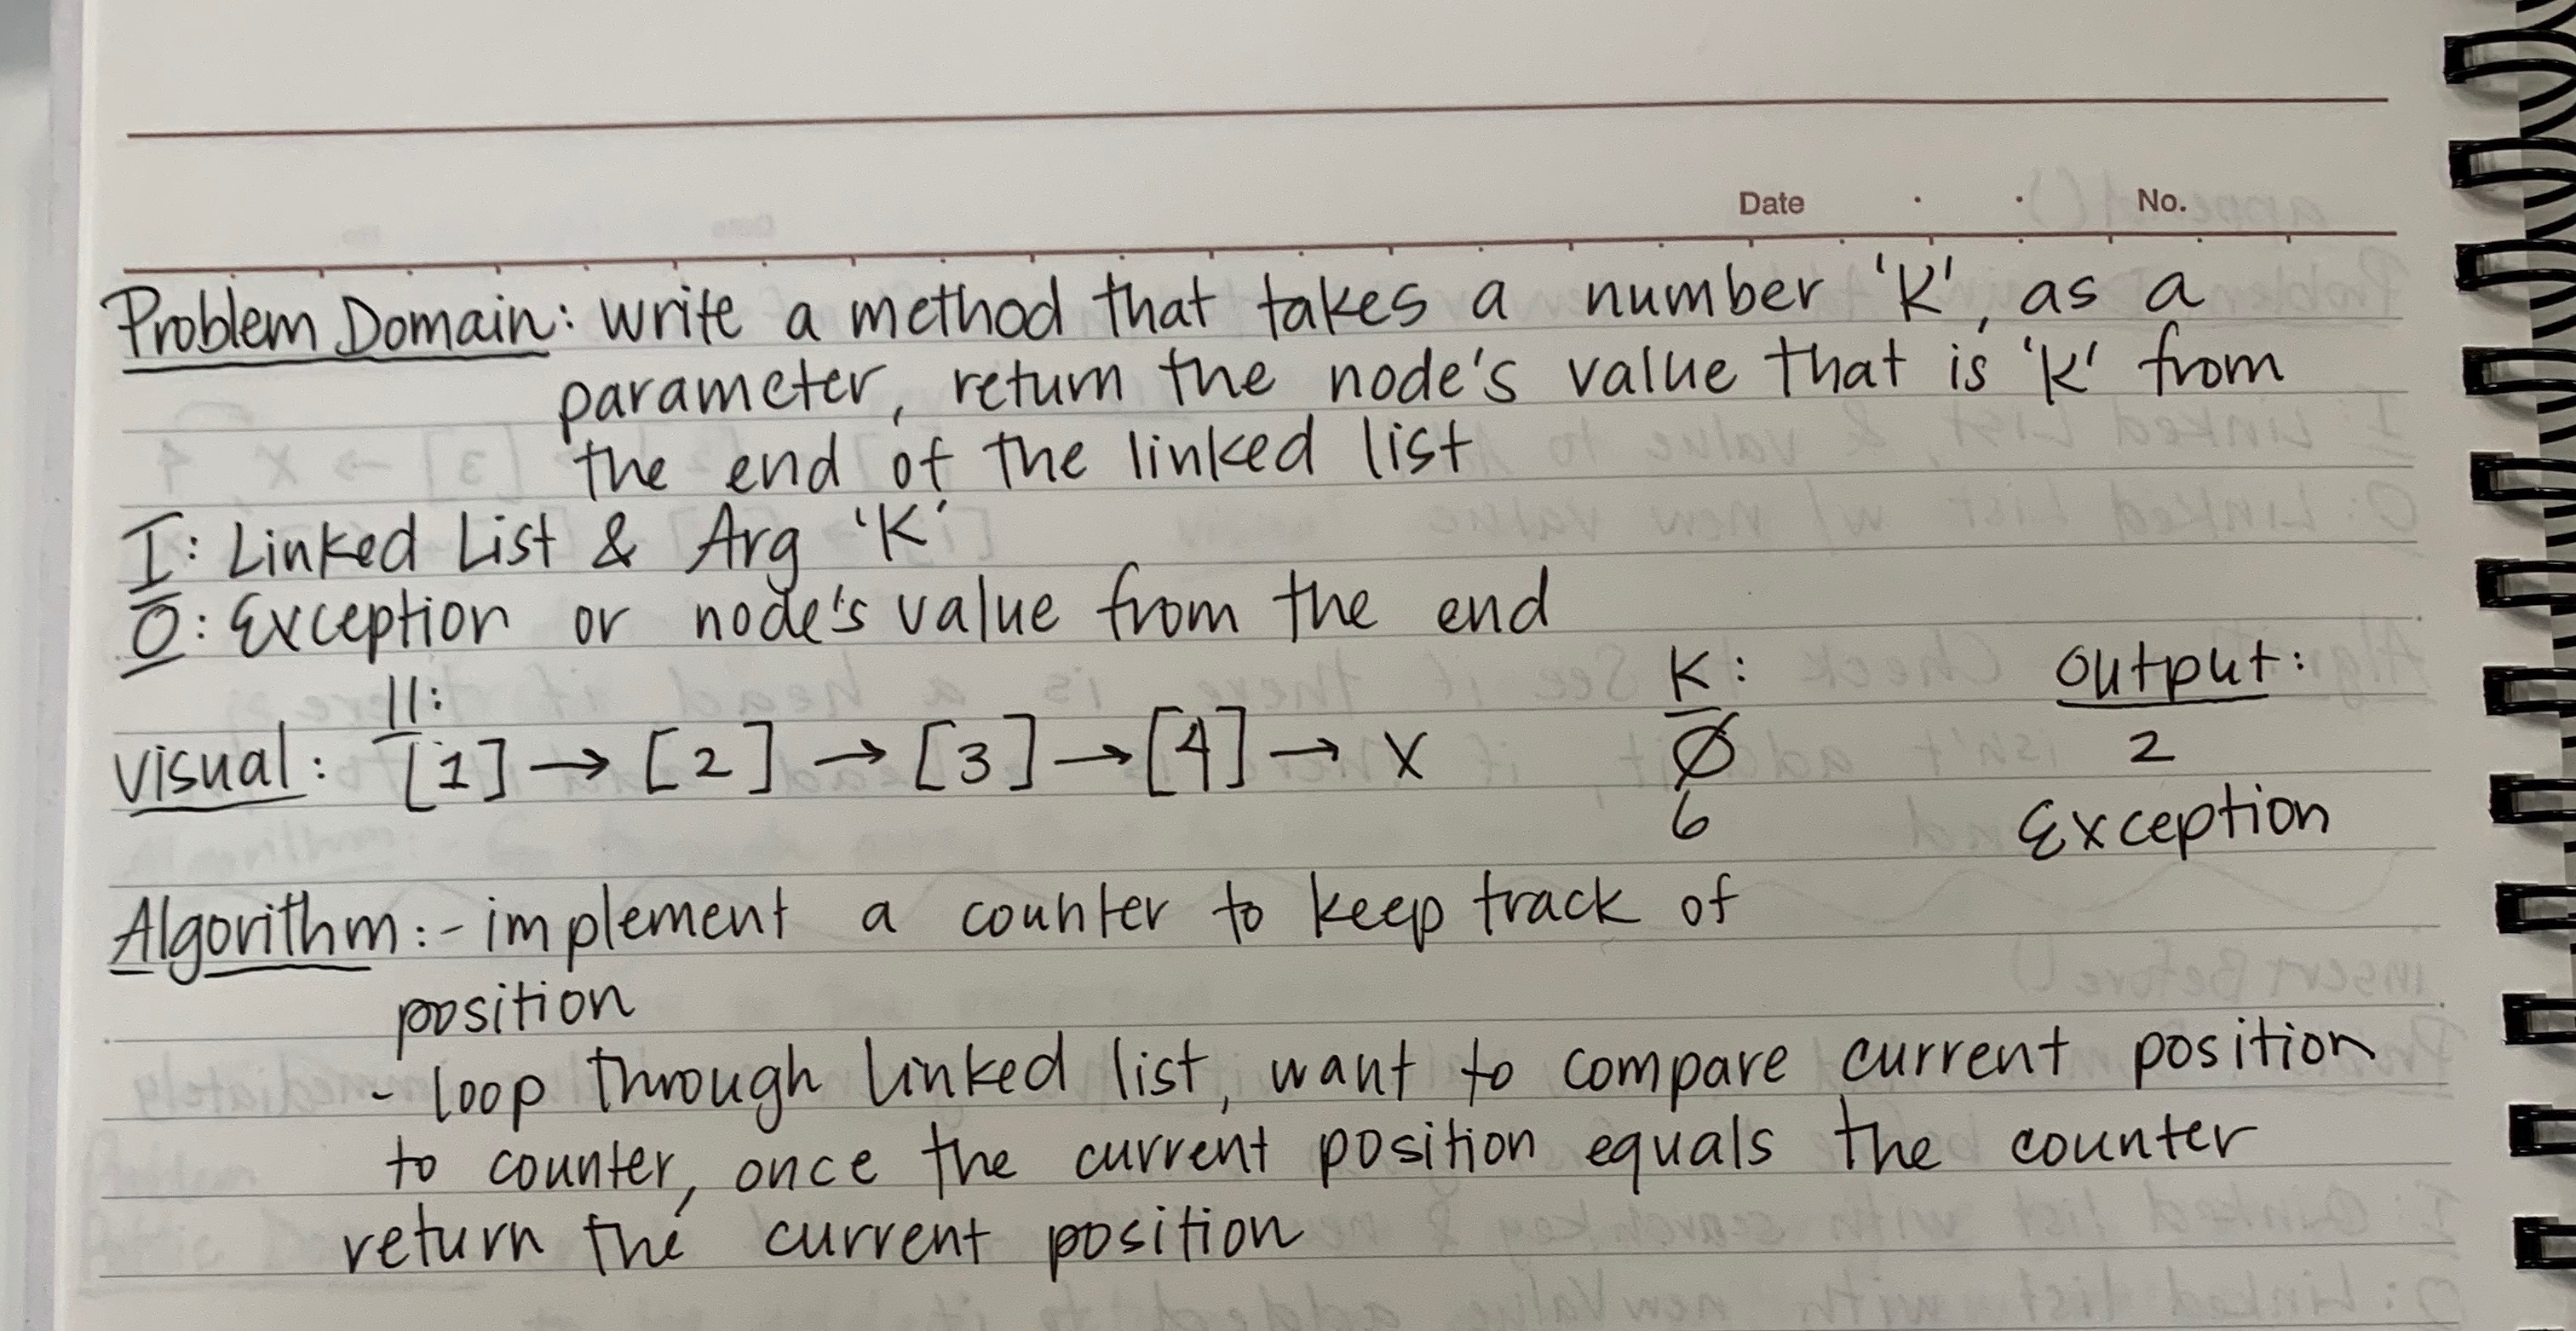 Date . . No.
Problem Domain: write a method that takes a number 'K', as a
parameter, return the node's value that is 'K' from
the end of the linked list
I: Linked List & Arg 'K'
O: Exception or node's value from the end
ll: K: Output:
visual: [1] → [2] → [3] → [4] → X Ø 2
6 Exception
Algorithm: - implement a counter to keep track of
position
- loop through linked list, want to compare current position
to counter, once the current position equals the counter
return the current position